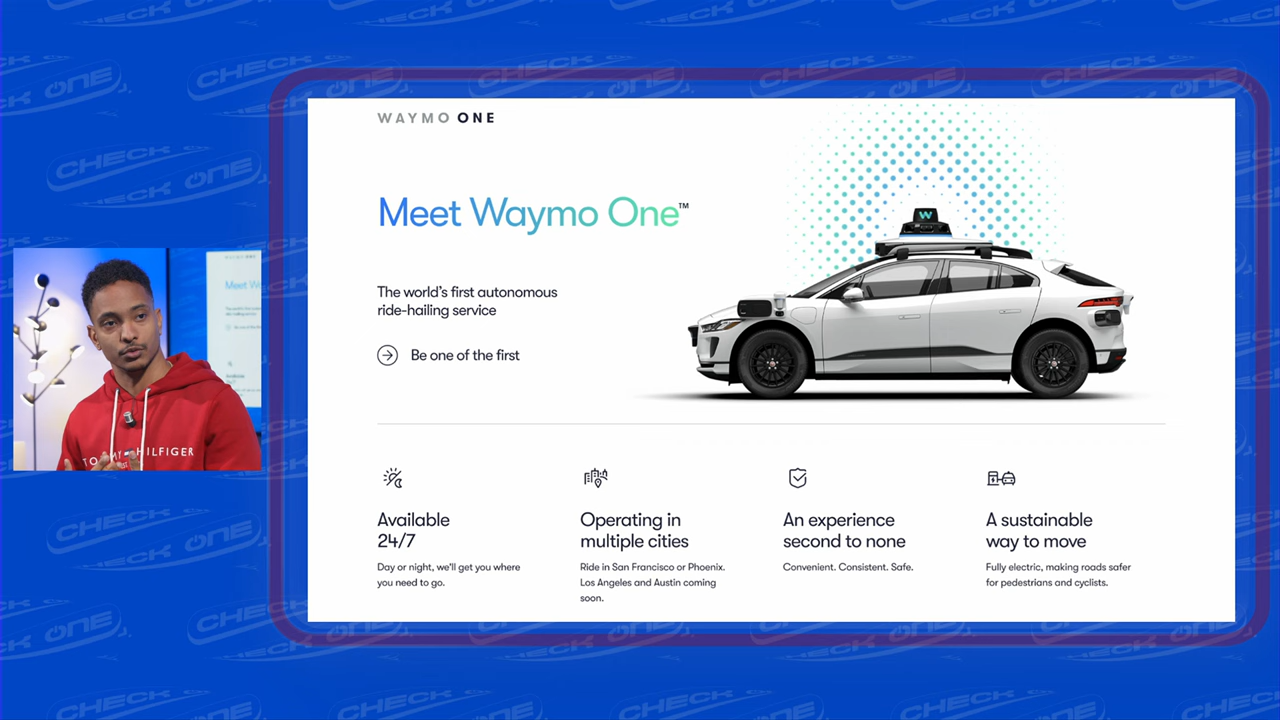 WAYMO ONE
Meet Waymo One™
The world's first autonomous
ride-hailing service
Be one of the first
W
TOMMY HILFIGER
Available
24/7
Day or night, we'll get you where
you need to go.
Operating in
multiple cities
Ride in San Francisco or Phoenix.
Los Angeles and Austin coming
soon.
An experience
second to none
Convenient. Consistent. Safe.
A sustainable
way to move
Fully electric, making roads safer
for pedestrians and cyclists.
CHECK
ONE